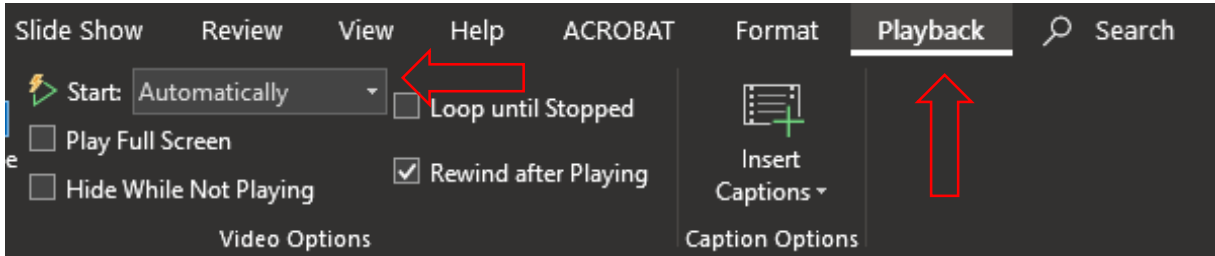 Slide Show Review View Help ACROBAT Format Playback Search
Start: Automatically
Loop until Stopped
Play Full Screen
e
Rewind after Playing
Hide While Not Playing
Insert
Captions
Video Options
Caption Options